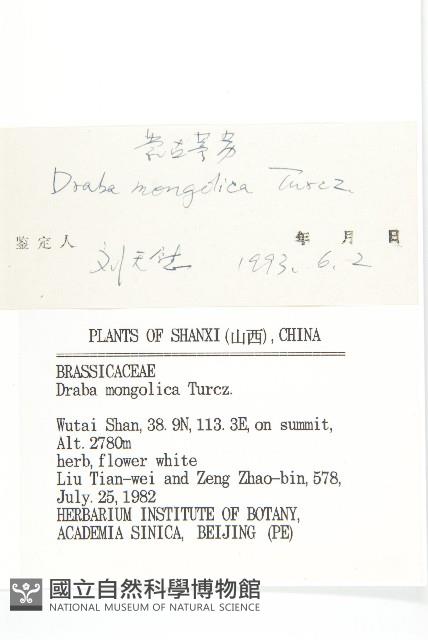 蒙古葶苈
Draba mongolica Turcz.
鉴定人 年 月 日
刘天慰 1993. 6. 2
PLANTS OF SHANXI (山西), CHINA
BRASSICACEAE
Draba mongolica Turcz.
Wutai Shan, 38.9N, 113.3E, on summit,
Alt. 2780m
herb, flower white
Liu Tian-wei and Zeng Zhao-bin, 578,
July. 25, 1982
HERBARIUM INSTITUTE OF BOTANY,
ACADEMIA SINICA, BEIJING (PE)
國立自然科學博物館
NATIONAL MUSEUM OF NATURAL SCIENCE